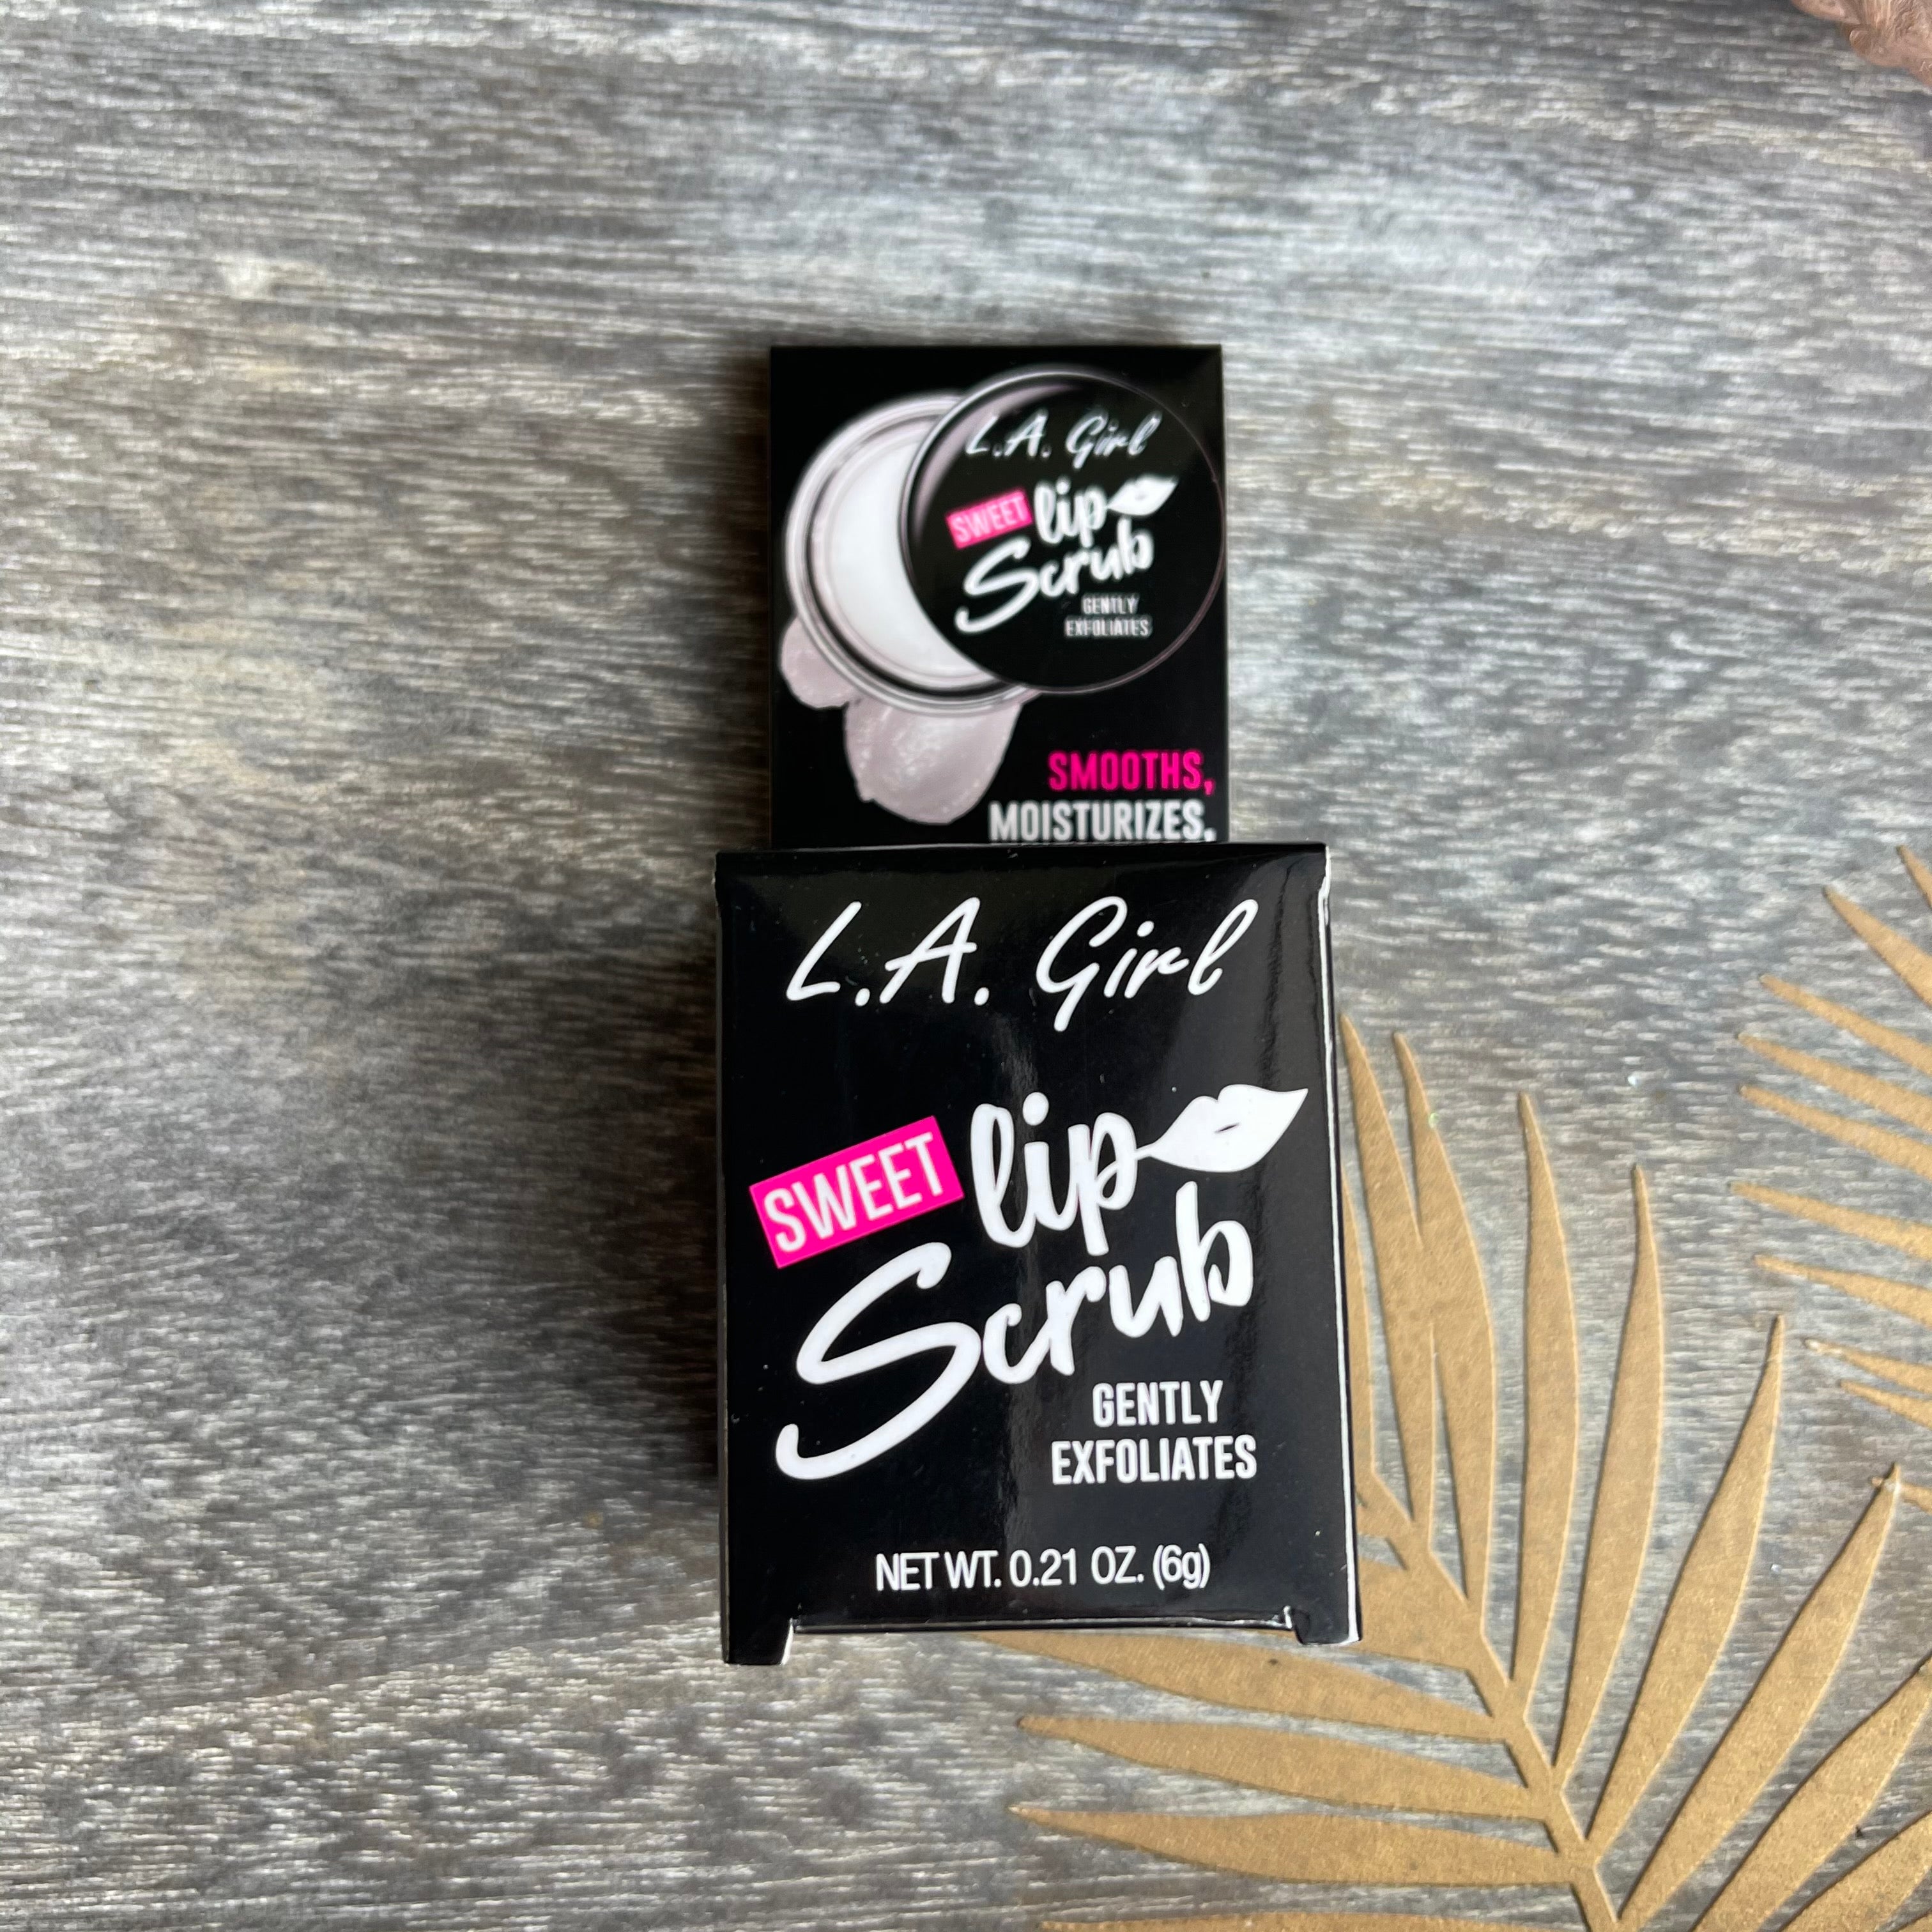 L.A. Girl
SWEET lip
Scrub
GENTLY
EXFOLIATES
SMOOTHS,
MOISTURIZES,
L.A. Girl
SWEET lip
Scrub
GENTLY
EXFOLIATES
NET WT. 0.21 OZ. (6g)